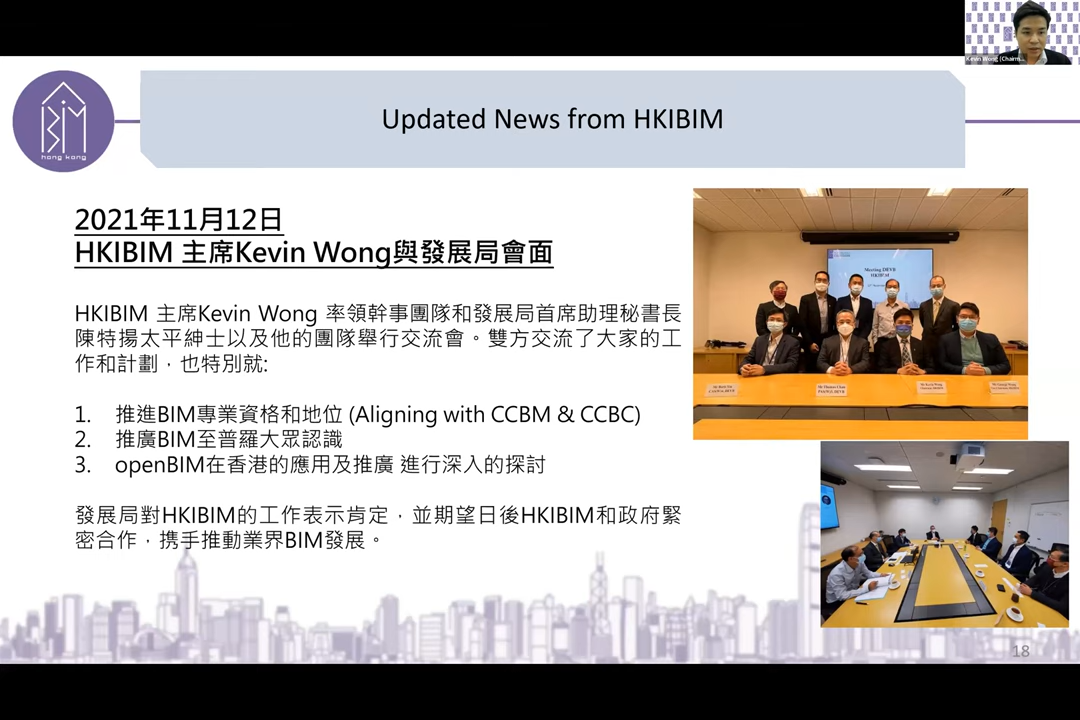 Kevin Wong (Chairm...
BIM
hong kong
Updated News from HKIBIM
2021年11月12日
HKIBIM 主席Kevin Wong與發展局會面
HKIBIM 主席Kevin Wong 率領幹事團隊和發展局首席助理秘書長
陳特揚太平紳士以及他的團隊舉行交流會。雙方交流了大家的工
作和計劃，也特別就:
1. 推進BIM專業資格和地位 (Aligning with CCBM & CCBC)
2. 推廣BIM至普羅大眾認識
3. openBIM在香港的應用及推廣 進行深入的探討
發展局對HKIBIM的工作表示肯定，並期望日後HKIBIM和政府緊
密合作，携手推動業界BIM發展。
Meeting DEVB
HKIBIM
Mr Thomas Chan
Mr Kevin Wong
18